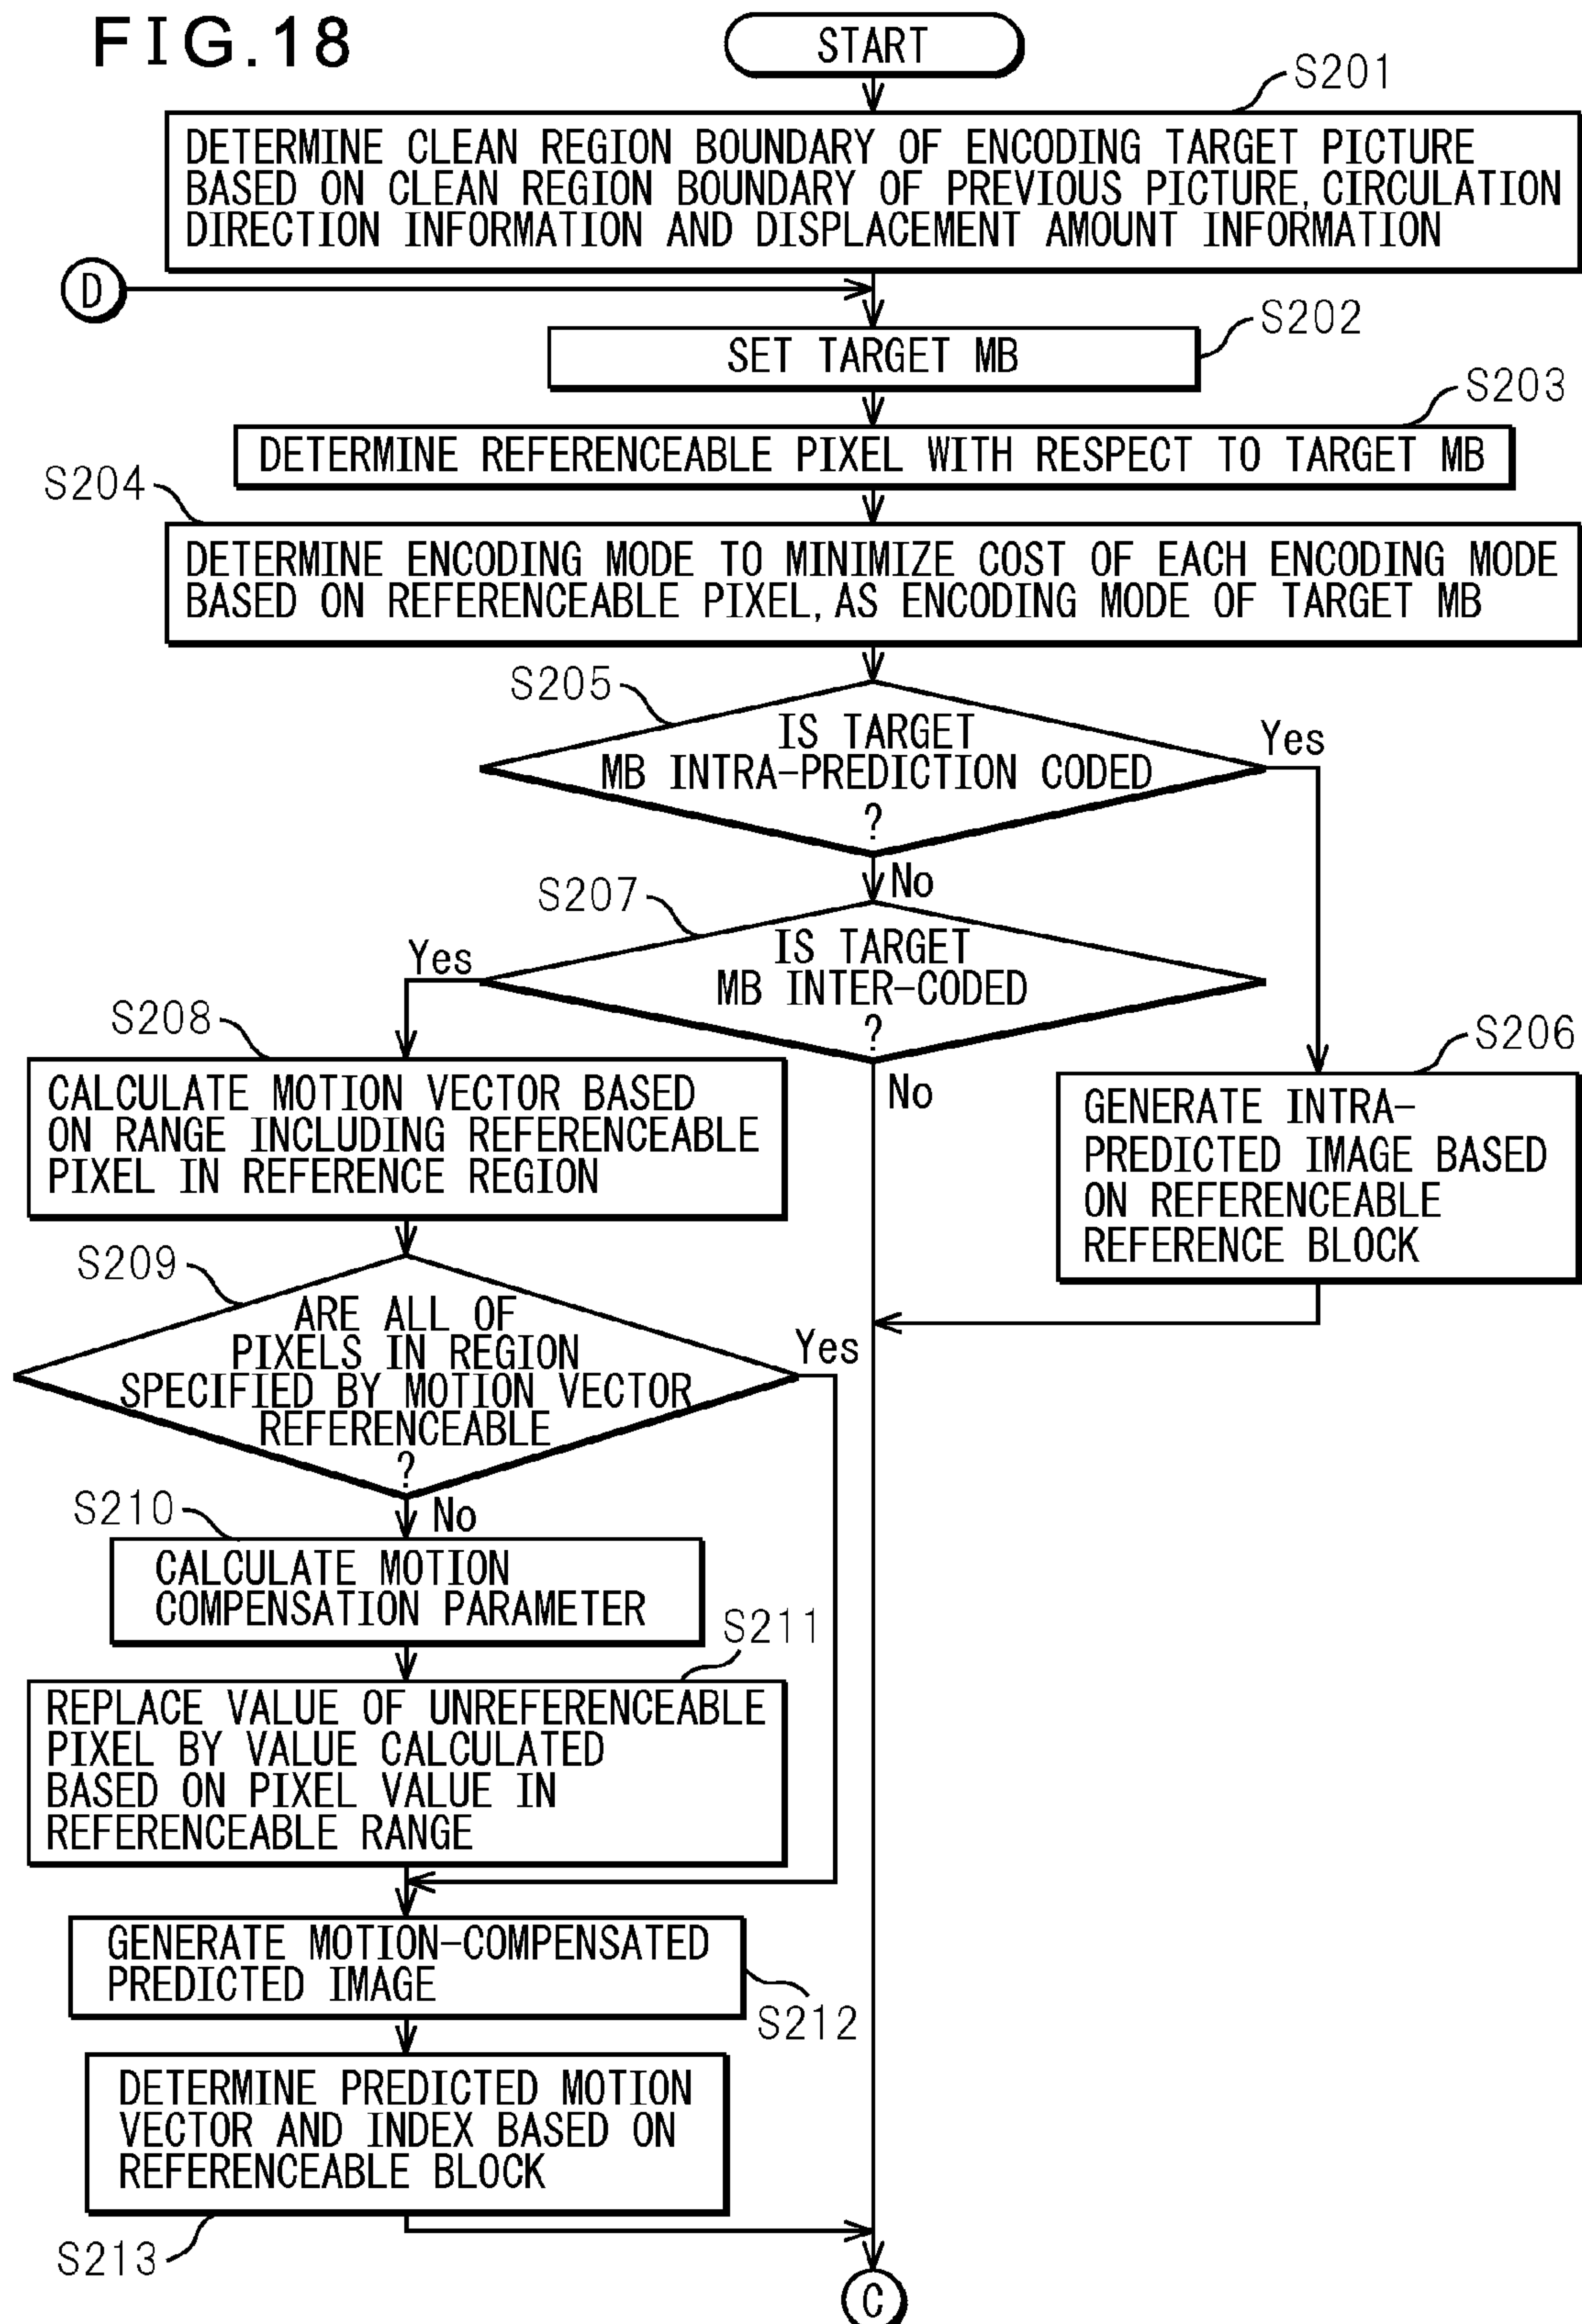 FIG.18
START
S201
DETERMINE CLEAN REGION BOUNDARY OF ENCODING TARGET PICTURE
BASED ON CLEAN REGION BOUNDARY OF PREVIOUS PICTURE, CIRCULATION
DIRECTION INFORMATION AND DISPLACEMENT AMOUNT INFORMATION
D
S202
SET TARGET MB
S203
DETERMINE REFERENCEABLE PIXEL WITH RESPECT TO TARGET MB
S204
DETERMINE ENCODING MODE TO MINIMIZE COST OF EACH ENCODING MODE
BASED ON REFERENCEABLE PIXEL, AS ENCODING MODE OF TARGET MB
S205
IS TARGET
MB INTRA-PREDICTION CODED
?
Yes
No
S207
IS TARGET
MB INTER-CODED
?
Yes
No
S206
GENERATE INTRA-
PREDICTED IMAGE BASED
ON REFERENCEABLE
REFERENCE BLOCK
S208
CALCULATE MOTION VECTOR BASED
ON RANGE INCLUDING REFERENCEABLE
PIXEL IN REFERENCE REGION
S209
ARE ALL OF
PIXELS IN REGION
SPECIFIED BY MOTION VECTOR
REFERENCEABLE
?
Yes
No
S210
CALCULATE MOTION
COMPENSATION PARAMETER
S211
REPLACE VALUE OF UNREFERENCEABLE
PIXEL BY VALUE CALCULATED
BASED ON PIXEL VALUE IN
REFERENCEABLE RANGE
GENERATE MOTION-COMPENSATED
PREDICTED IMAGE
S212
DETERMINE PREDICTED MOTION
VECTOR AND INDEX BASED ON
REFERENCEABLE BLOCK
S213
C